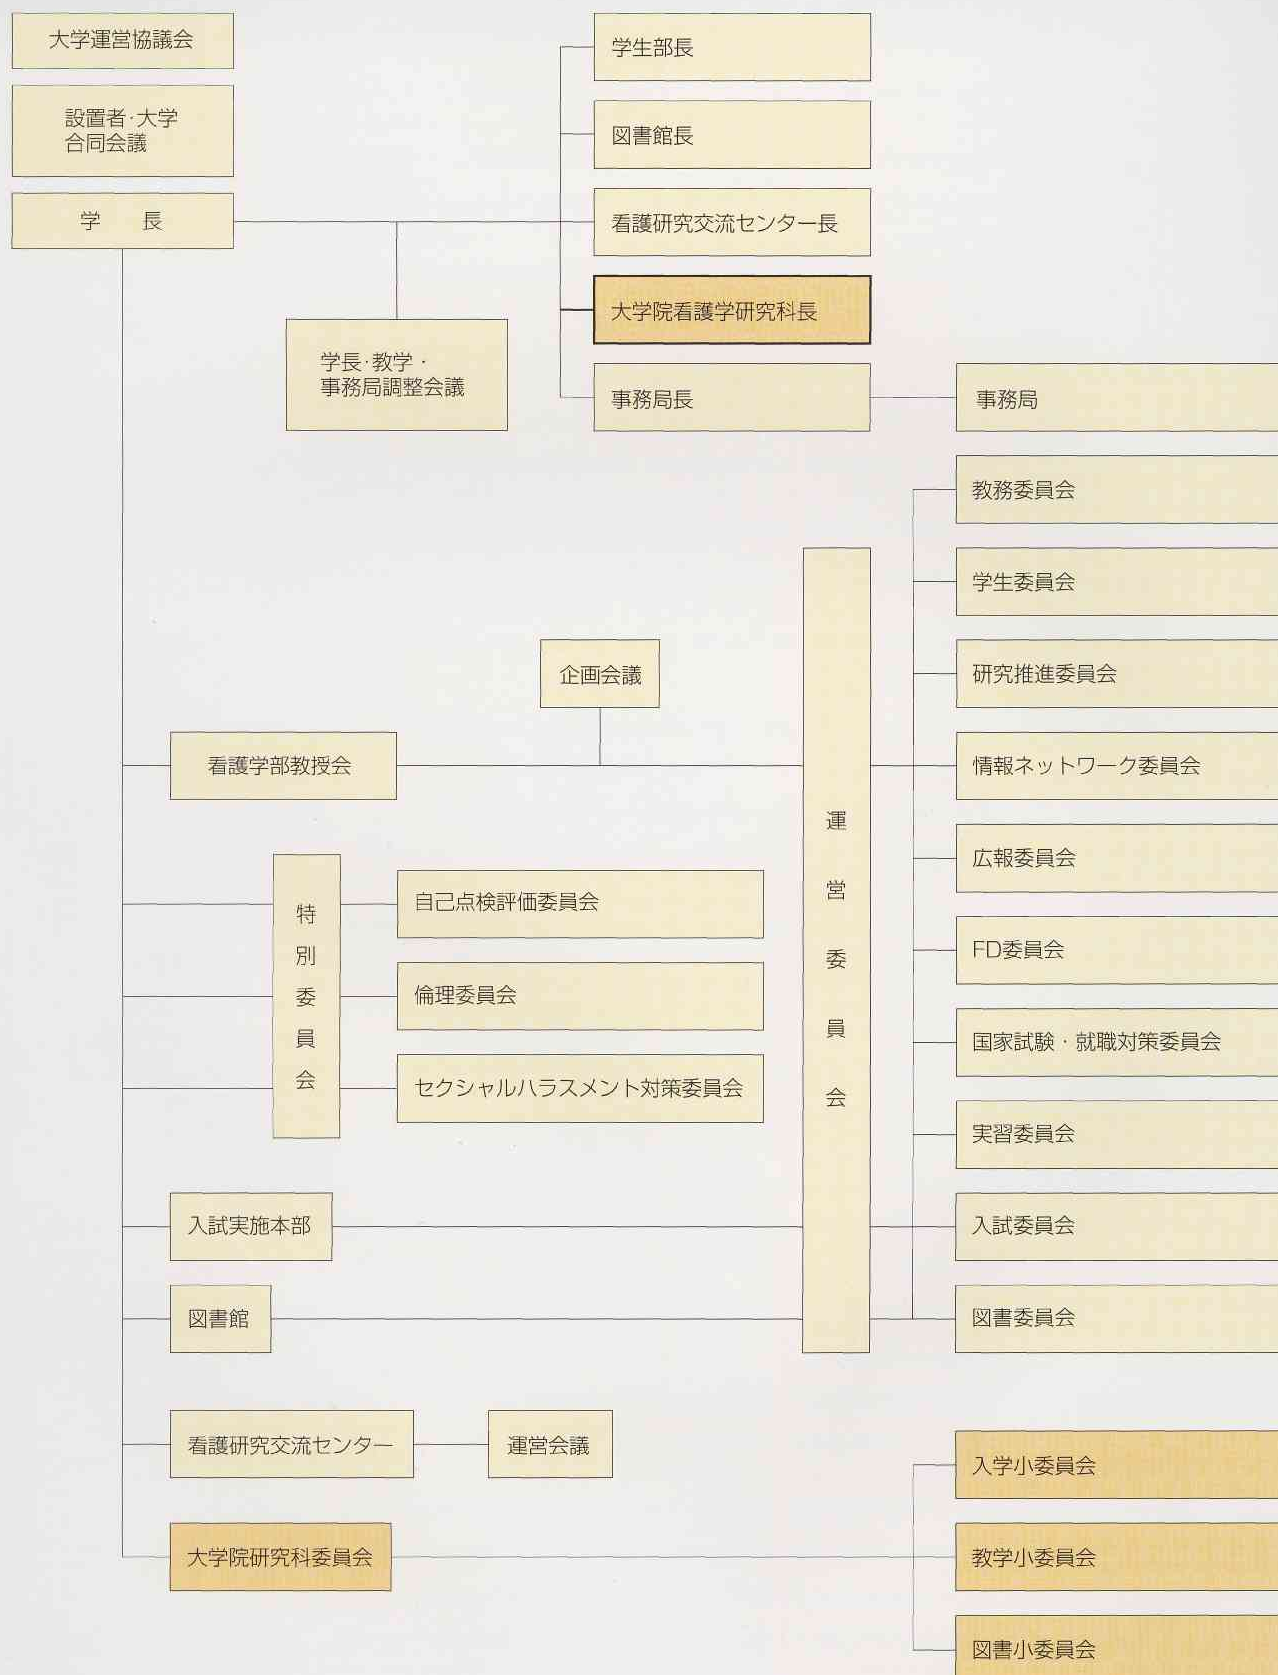 大学運営協議会
設置者・大学
合同会議
学　長
学生部長
図書館長
看護研究交流センター長
大学院看護学研究科長
事務局長
事務局
学長・教学・
事務局調整会議
教務委員会
学生委員会
研究推進委員会
情報ネットワーク委員会
広報委員会
FD委員会
国家試験・就職対策委員会
実習委員会
入試委員会
図書委員会
企画会議
看護学部教授会
運営委員会
特別委員会
自己点検評価委員会
倫理委員会
セクシャルハラスメント対策委員会
入試実施本部
図書館
看護研究交流センター
運営会議
大学院研究科委員会
入学小委員会
教学小委員会
図書小委員会